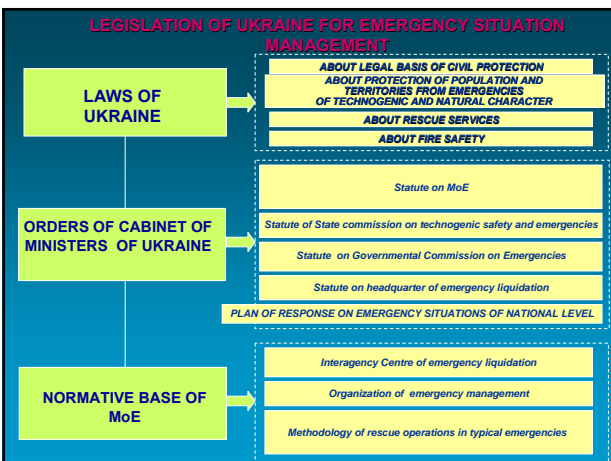 LEGISLATION OF UKRAINE FOR EMERGENCY SITUATION
MANAGEMENT
LAWS OF
UKRAINE
ABOUT LEGAL BASIS OF CIVIL PROTECTION
ABOUT PROTECTION OF POPULATION AND
TERRITORIES FROM EMERGENCIES
OF TECHNOGENIC AND NATURAL CHARACTER
ABOUT RESCUE SERVICES
ABOUT FIRE SAFETY
ORDERS OF CABINET OF
MINISTERS OF UKRAINE
Statute on MoE
Statute of State commission on technogenic safety and emergencies
Statute on Governmental Commission on Emergencies
Statute on headquarter of emergency liquidation
PLAN OF RESPONSE ON EMERGENCY SITUATIONS OF NATIONAL LEVEL
NORMATIVE BASE OF
MoE
Interagency Centre of emergency liquidation
Organization of emergency management
Methodology of rescue operations in typical emergencies